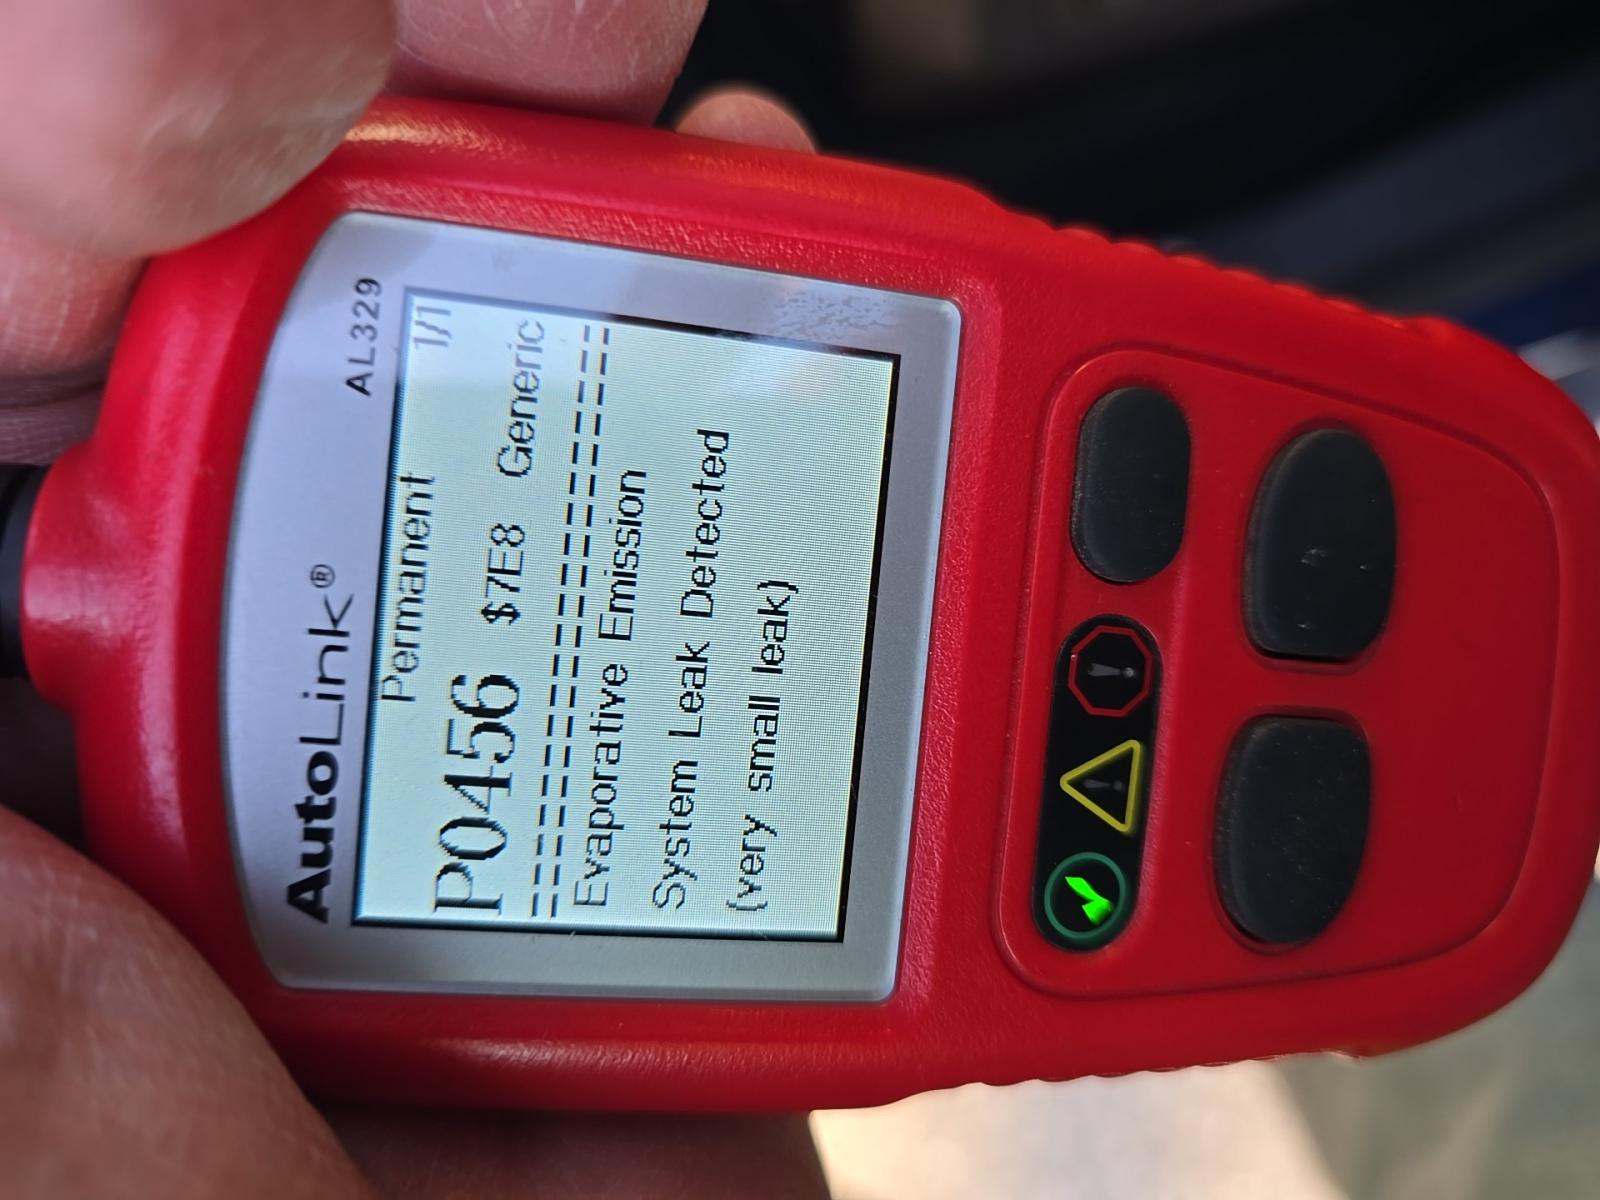 AutoLink®
AL329
Permanent 1/1
P0456 $7E8 Generic
====================
Evaporative Emission
System Leak Detected
(very small leak)